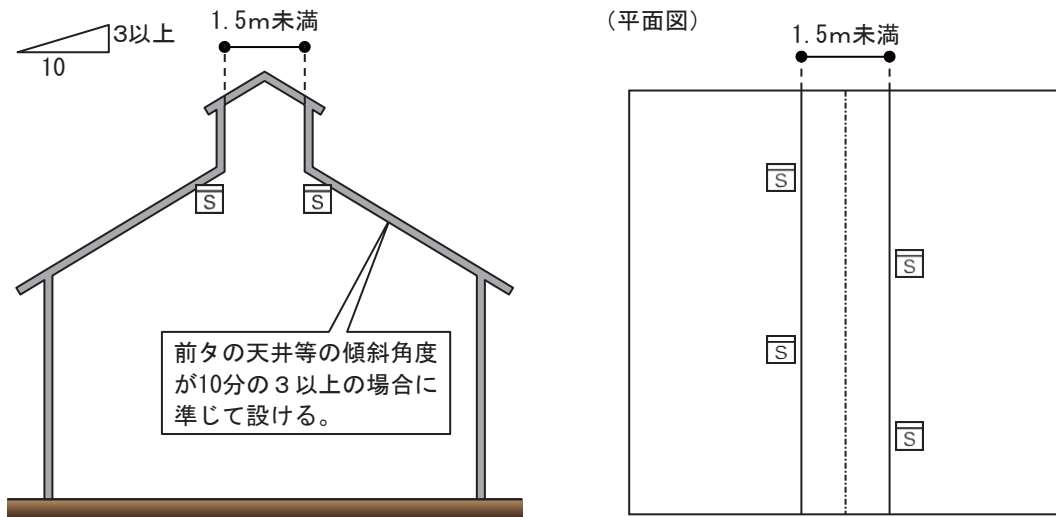 3以上
10
1.5ｍ未満
S
S
前タの天井等の傾斜角度
が10分の３以上の場合に
準じて設ける。
(平面図)
1.5ｍ未満
S
S
S
S